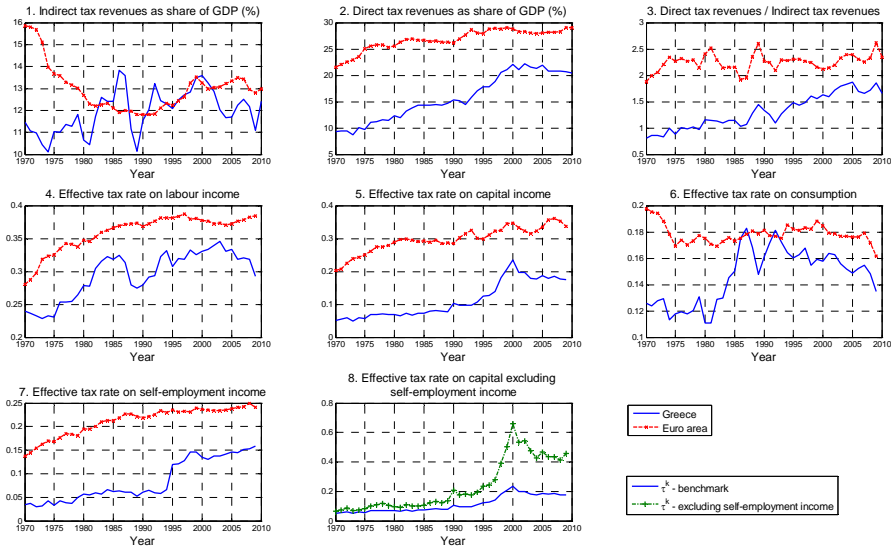 1. Indirect tax revenues as share of GDP (%)
16
15
14
13
12
11
10
1970 1975 1980 1985 1990 1995 2000 2005 2010
Year
2. Direct tax revenues as share of GDP (%)
30
25
20
15
10
5
1970 1975 1980 1985 1990 1995 2000 2005 2010
Year
3. Direct revenues / Indirect tax revenues
3
2.5
2
1.5
1
0.5
1970 1975 1980 1985 1990 1995 2000 2005 2010
Year
4. Effective tax rate on labour income
0.4
0.35
0.3
0.25
0.2
1970 1975 1980 1985 1990 1995 2000 2005 2010
Year
5. Effective tax rate on capital income
0.4
0.3
0.2
0.1
0
1970 1975 1980 1985 1990 1995 2000 2005 2010
Year
6. Effective tax rate on consumption
0.2
0.18
0.16
0.14
0.12
0.1
1970 1975 1980 1985 1990 1995 2000 2005 2010
Year
7. Effective tax rate on self-employment income
0.25
0.2
0.15
0.1
0.05
0
1970 1975 1980 1985 1990 1995 2000 2005 2010
Year
8. Effective tax rate on capital excluding
self-employment income
0.8
0.6
0.4
0.2
0
1970 1975 1980 1985 1990 1995 2000 2005 2010
Year
Greece
Euro area
τᵏ - benchmark
τᵏ - excluding self-employment income